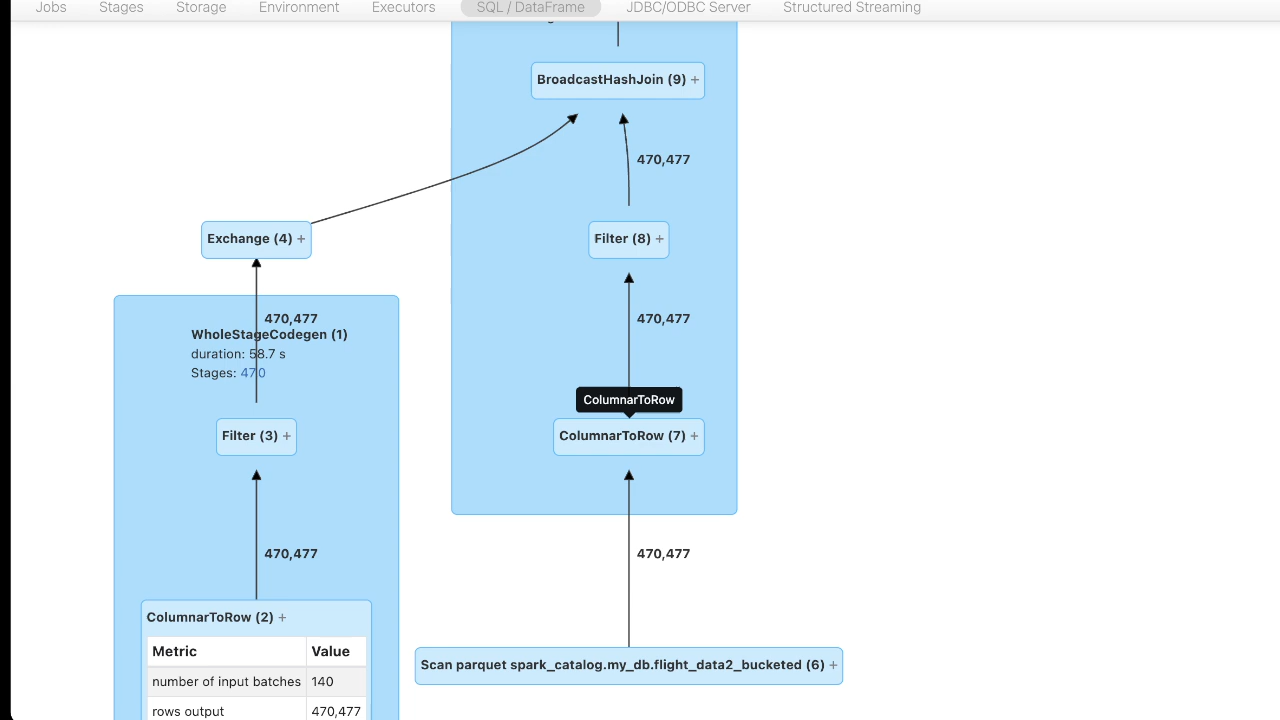 Jobs Stages Storage Environment Executors SQL / DataFrame JDBC/ODBC Server Structured Streaming
BroadcastHashJoin (9) +
470,477
Exchange (4) +
Filter (8) +
470,477
470,477
WholeStageCodegen (1)
duration: 58.7 s
Stages: 47.0
ColumnarToRow
Filter (3) +
ColumnarToRow (7) +
470,477
470,477
ColumnarToRow (2) +
Metric Value
number of input batches 140
rows output 470,477
Scan parquet spark_catalog.my_db.flight_data2_bucketed (6) +